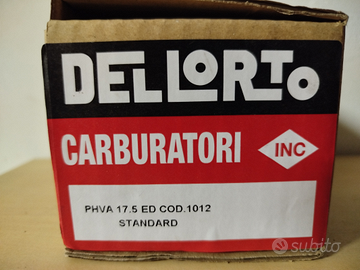 DELLORTO
CARBURATORI INC
PHVA 17.5 ED COD.1012
STANDARD
subito